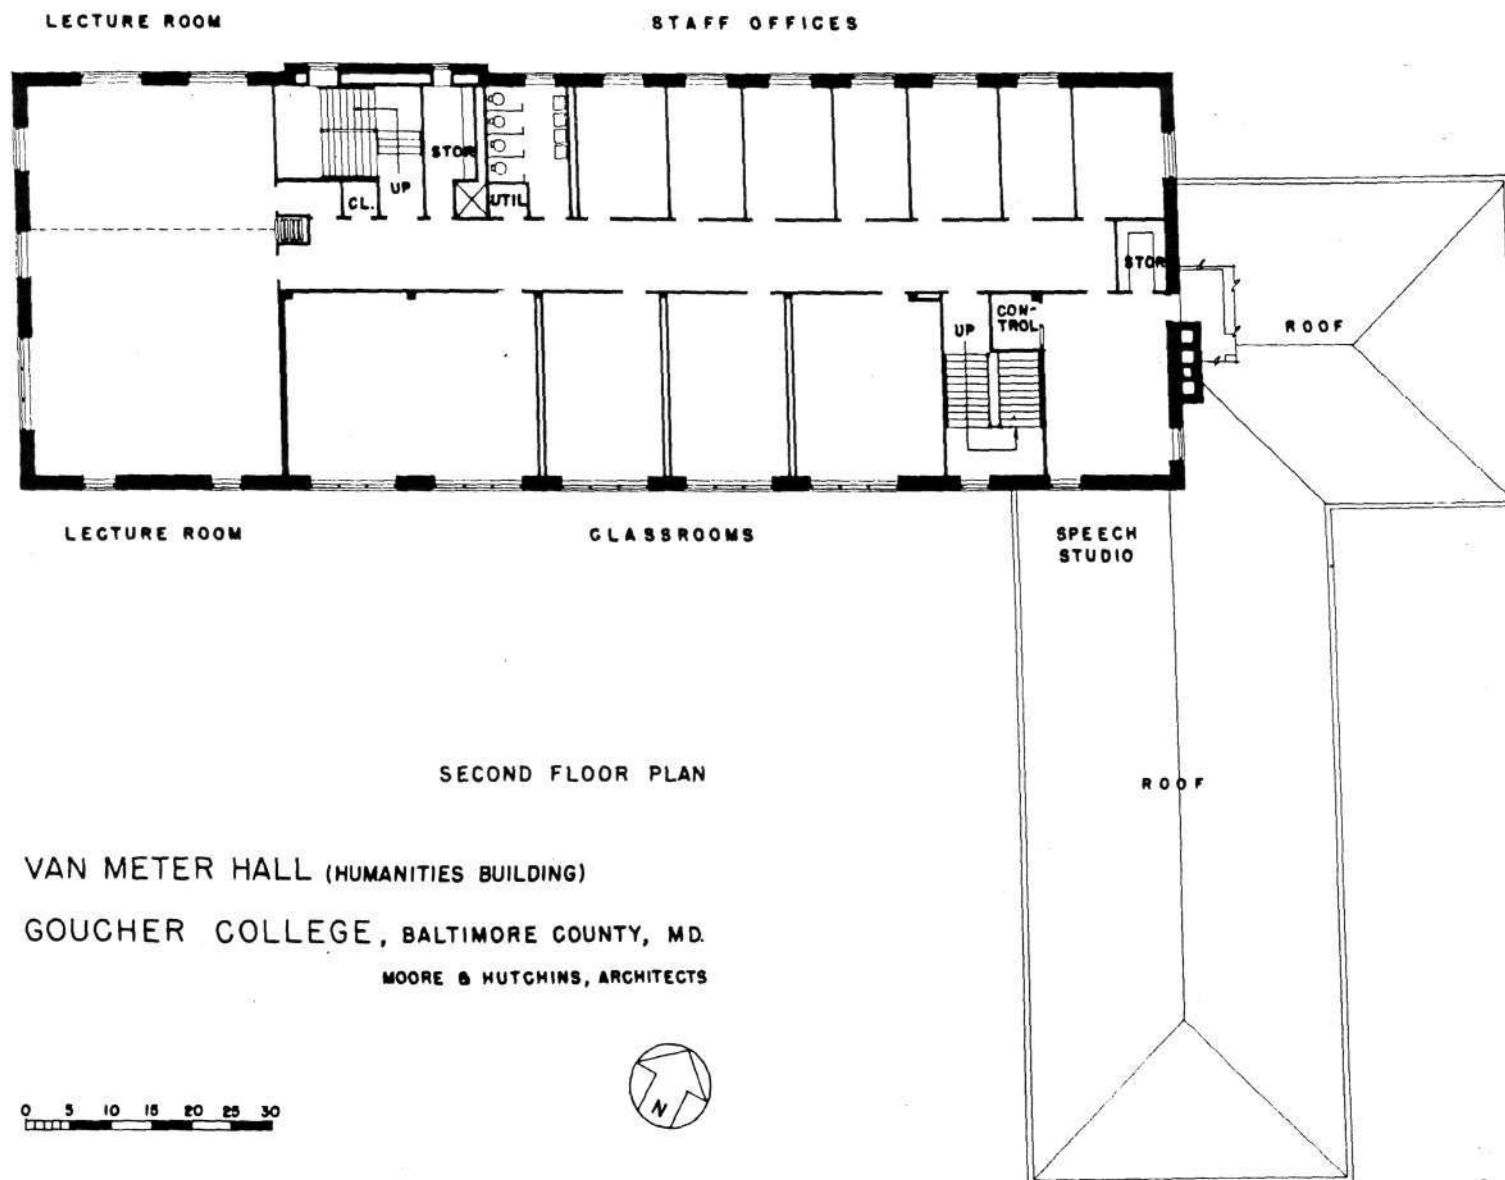 LECTURE ROOM
STAFF OFFICES
STOR
UP
CL.
UTIL
STOR
CON-
TROL
UP
ROOF
LECTURE ROOM
CLASSROOMS
SPEECH
STUDIO
SECOND FLOOR PLAN
ROOF
VAN METER HALL (HUMANITIES BUILDING)
GOUCHER COLLEGE, BALTIMORE COUNTY, MD.
MOORE & HUTCHINS, ARCHITECTS
0 5 10 15 20 25 30
N